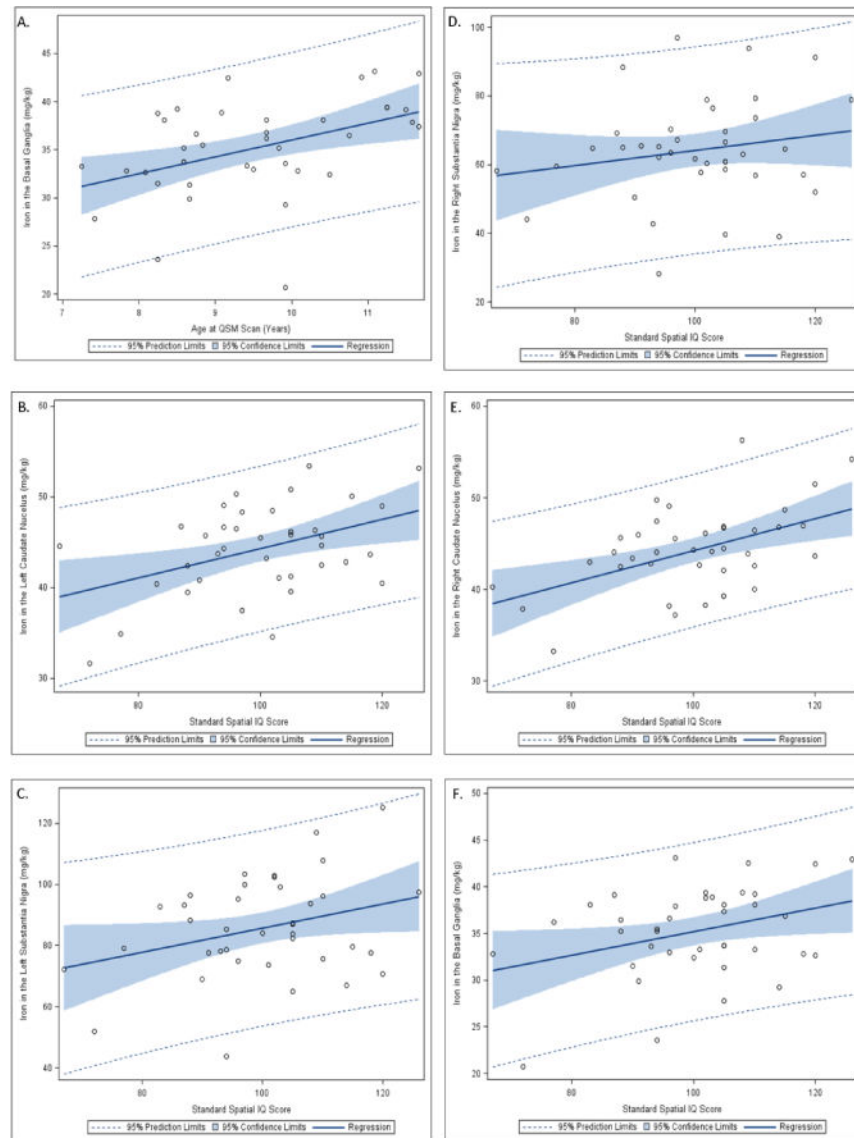 A.
45
40
35
30
25
20
Iron in the Basal Ganglia (mg/kg)
7 8 9 10 11
Age at QSM Scan (Years)
95% Prediction Limits 95% Confidence Limits Regression
D.
100
80
60
40
20
Iron in the Right Substantia Nigra (mg/kg)
80 100 120
Standard Spatial IQ Score
95% Prediction Limits 95% Confidence Limits Regression
B.
60
50
40
30
Iron in the Left Caudate Nucelus (mg/kg)
80 100 120
Standard Spatial IQ Score
95% Prediction Limits 95% Confidence Limits Regression
E.
60
50
40
30
Iron in the Right Caudate Nucelus (mg/kg)
80 100 120
Standard Spatial IQ Score
95% Prediction Limits 95% Confidence Limits Regression
C.
120
100
80
60
40
Iron in the Left Substantia Nigra (mg/kg)
80 100 120
Standard Spatial IQ Score
95% Prediction Limits 95% Confidence Limits Regression
F.
50
45
40
35
30
25
20
Iron in the Basal Ganglia (mg/kg)
80 100 120
Standard Spatial IQ Score
95% Prediction Limits 95% Confidence Limits Regression